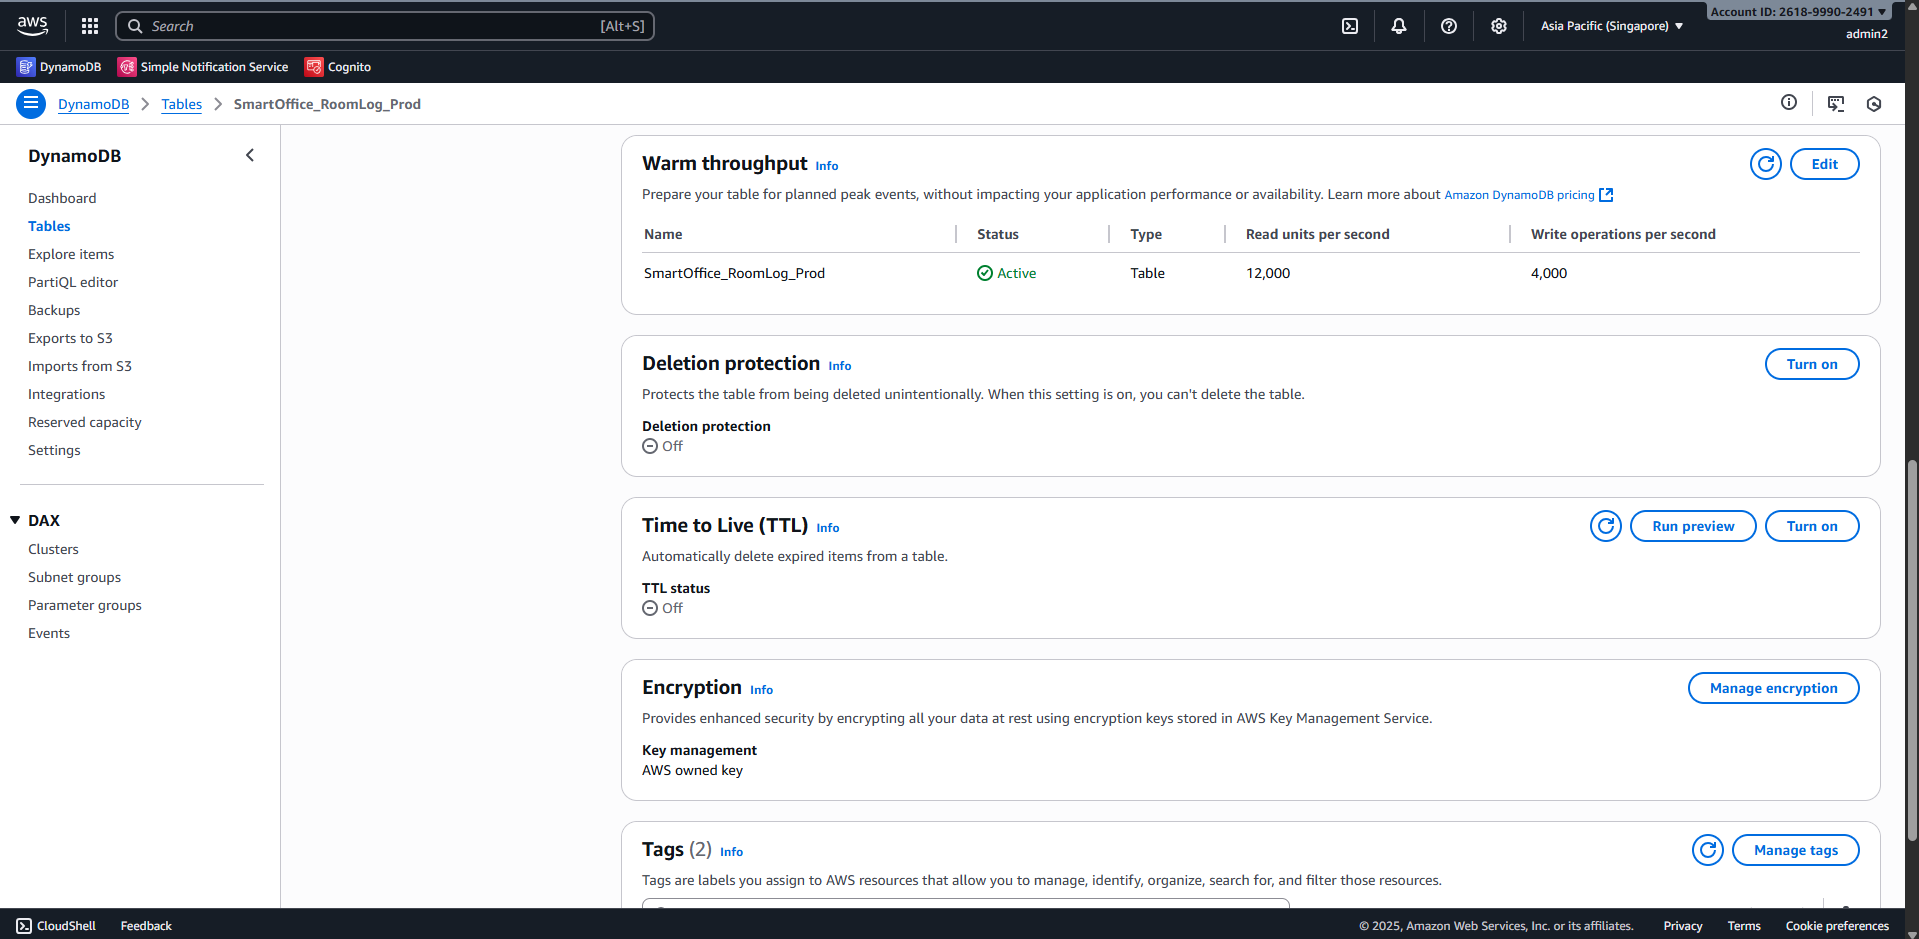 aws
Search [Alt+S]
Asia Pacific (Singapore)
Account ID: 2618-9990-2491
admin2
DynamoDB Simple Notification Service Cognito
DynamoDB Tables SmartOffice_RoomLog_Prod
DynamoDB
Dashboard
Tables
Explore items
PartiQL editor
Backups
Exports to S3
Imports from S3
Integrations
Reserved capacity
Settings
DAX
Clusters
Subnet groups
Parameter groups
Events
Warm throughput Info
Edit
Prepare your table for planned peak events, without impacting your application performance or availability. Learn more about Amazon DynamoDB pricing
Name Status Type Read units per second Write operations per second
SmartOffice_RoomLog_Prod Active Table 12,000 4,000
Deletion protection Info
Turn on
Protects the table from being deleted unintentionally. When this setting is on, you can't delete the table.
Deletion protection
Off
Time to Live (TTL) Info
Run preview Turn on
Automatically delete expired items from a table.
TTL status
Off
Encryption Info
Manage encryption
Provides enhanced security by encrypting all your data at rest using encryption keys stored in AWS Key Management Service.
Key management
AWS owned key
Tags (2) Info
Manage tags
Tags are labels you assign to AWS resources that allow you to manage, identify, organize, search for, and filter those resources.
CloudShell Feedback
© 2025, Amazon Web Services, Inc. or its affiliates. Privacy Terms Cookie preferences